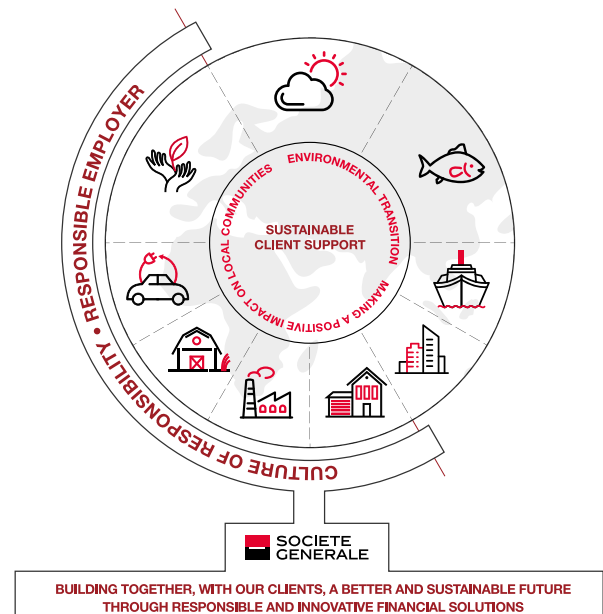 CULTURE OF RESPONSIBILITY • RESPONSIBLE EMPLOYER
MAKING A POSITIVE IMPACT ON LOCAL COMMUNITIES
ENVIRONMENTAL TRANSITION
SUSTAINABLE
CLIENT SUPPORT
SOCIETE
GENERALE
BUILDING TOGETHER, WITH OUR CLIENTS, A BETTER AND SUSTAINABLE FUTURE
THROUGH RESPONSIBLE AND INNOVATIVE FINANCIAL SOLUTIONS